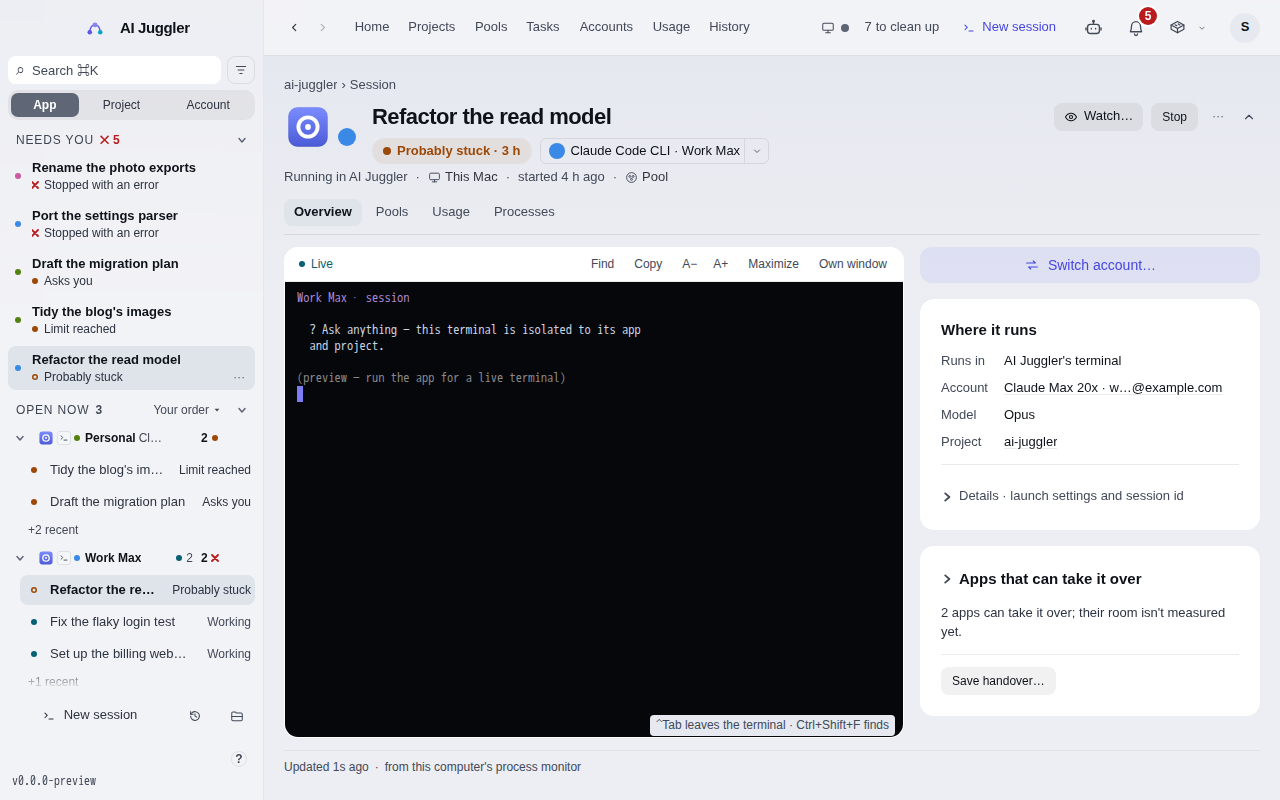 AI Juggler
Search ⌘K
App Project Account
NEEDS YOU 5
Rename the photo exports
Stopped with an error
Port the settings parser
Stopped with an error
Draft the migration plan
Asks you
Tidy the blog's images
Limit reached
Refactor the read model
Probably stuck ···
OPEN NOW 3 Your order
Personal Cl… 2
Tidy the blog's im… Limit reached
Draft the migration plan Asks you
+2 recent
Work Max 2 2
Refactor the re… Probably stuck
Fix the flaky login test Working
Set up the billing web… Working
+1 recent
New session
?
v0.0.0-preview
Home Projects Pools Tasks Accounts Usage History
7 to clean up New session 5 S
ai-juggler › Session
Refactor the read model
Watch… Stop ···
Probably stuck · 3 h Claude Code CLI · Work Max
Running in AI Juggler · This Mac · started 4 h ago · Pool
Overview Pools Usage Processes
Live Find Copy A− A+ Maximize Own window
Work Max · session
? Ask anything — this terminal is isolated to its app
and project.
(preview — run the app for a live terminal)
^Tab leaves the terminal · Ctrl+Shift+F finds
Switch account…
Where it runs
Runs in AI Juggler's terminal
Account Claude Max 20x · w…@example.com
Model Opus
Project ai-juggler
Details · launch settings and session id
Apps that can take it over
2 apps can take it over; their room isn't measured
yet.
Save handover…
Updated 1s ago · from this computer's process monitor